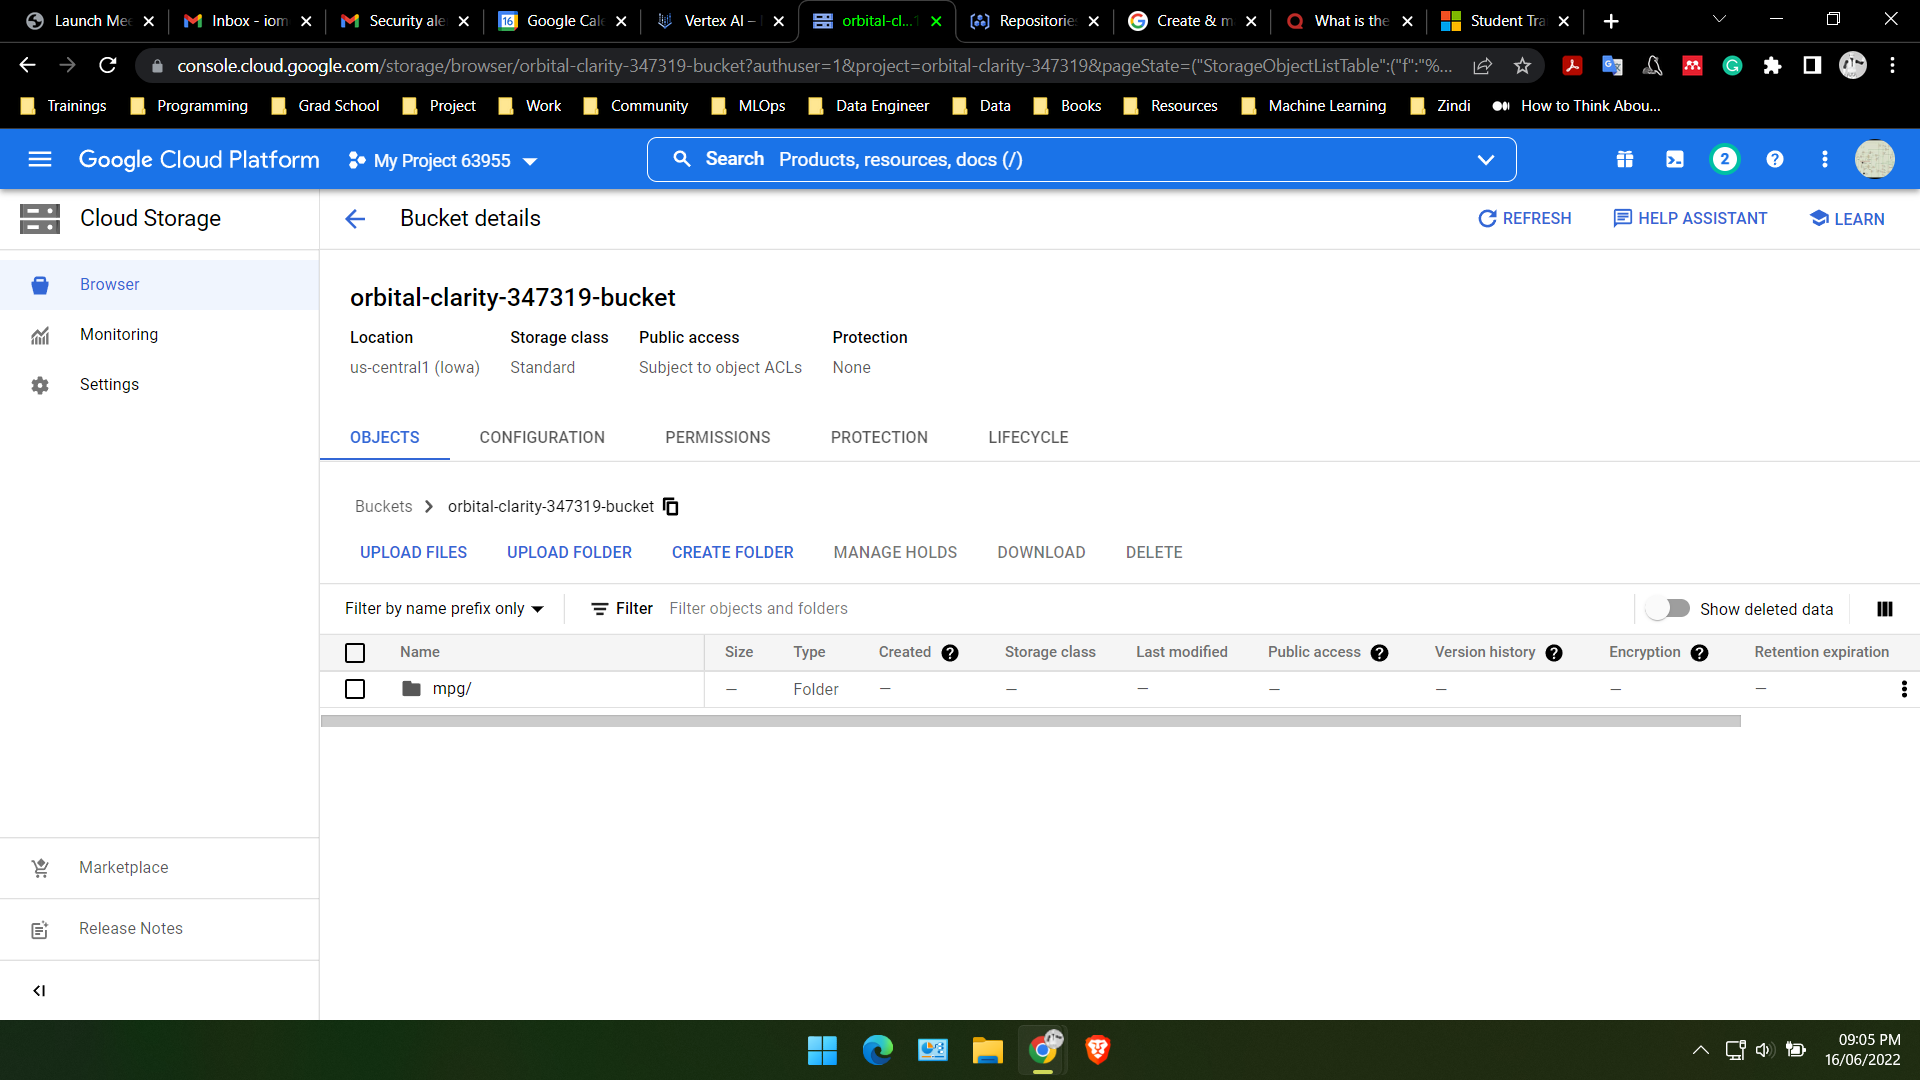 Launch Mee
Inbox - iom
Security ale
16
Google Cale
Vertex AI –
orbital-cl...
Repositories
Create & m
What is the
Student Tra
console.cloud.google.com/storage/browser/orbital-clarity-347319-bucket?authuser=1&project=orbital-clarity-347319&pageState=("StorageObjectListTable":("f":"%...
Trainings
Programming
Grad School
Project
Work
Community
MLOps
Data Engineer
Data
Books
Resources
Machine Learning
Zindi
How to Think Abou...
Google Cloud Platform
My Project 63955
Search Products, resources, docs (/)
2
Cloud Storage
Bucket details
REFRESH
HELP ASSISTANT
LEARN
Browser
Monitoring
Settings
orbital-clarity-347319-bucket
Location Storage class Public access Protection
us-central1 (Iowa) Standard Subject to object ACLs None
OBJECTS CONFIGURATION PERMISSIONS PROTECTION LIFECYCLE
Buckets > orbital-clarity-347319-bucket
UPLOAD FILES UPLOAD FOLDER CREATE FOLDER MANAGE HOLDS DOWNLOAD DELETE
Filter by name prefix only Filter Filter objects and folders Show deleted data
Name Size Type Created Storage class Last modified Public access Version history Encryption Retention expiration
mpg/ — Folder — — — — — — —
Marketplace
Release Notes
09:05 PM
16/06/2022